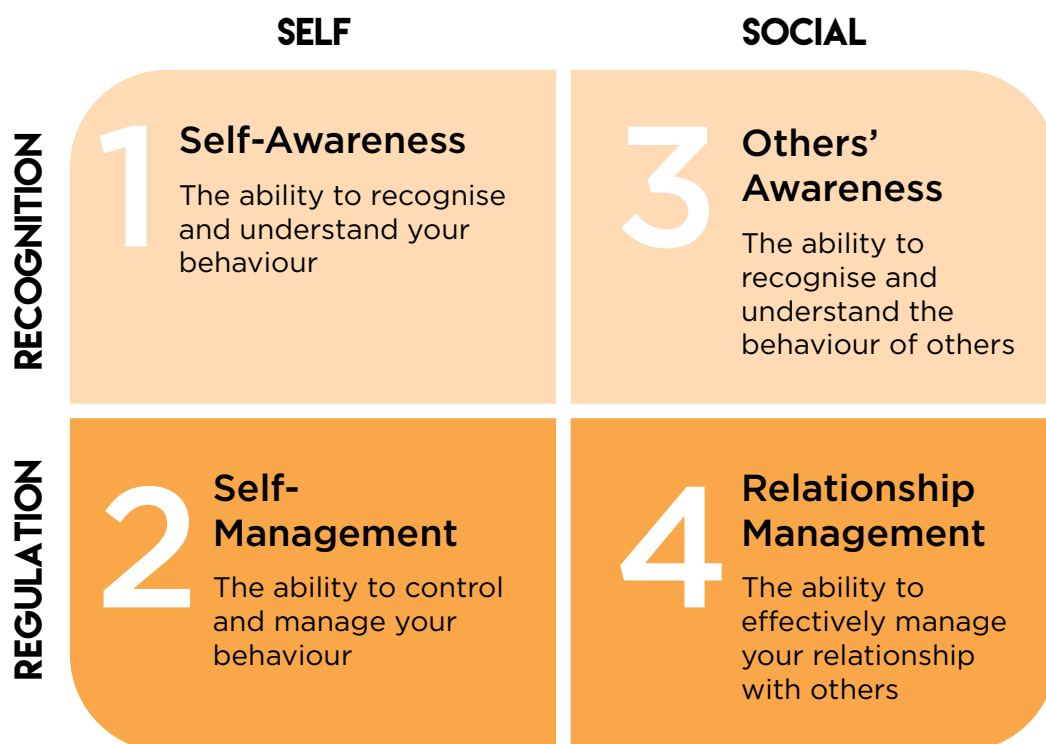 SELF
SOCIAL
RECOGNITION
1
Self-Awareness
The ability to recognise
and understand your
behaviour
3
Others’
Awareness
The ability to
recognise and
understand the
behaviour of others
REGULATION
2
Self-
Management
The ability to control
and manage your
behaviour
4
Relationship
Management
The ability to
effectively manage
your relationship
with others